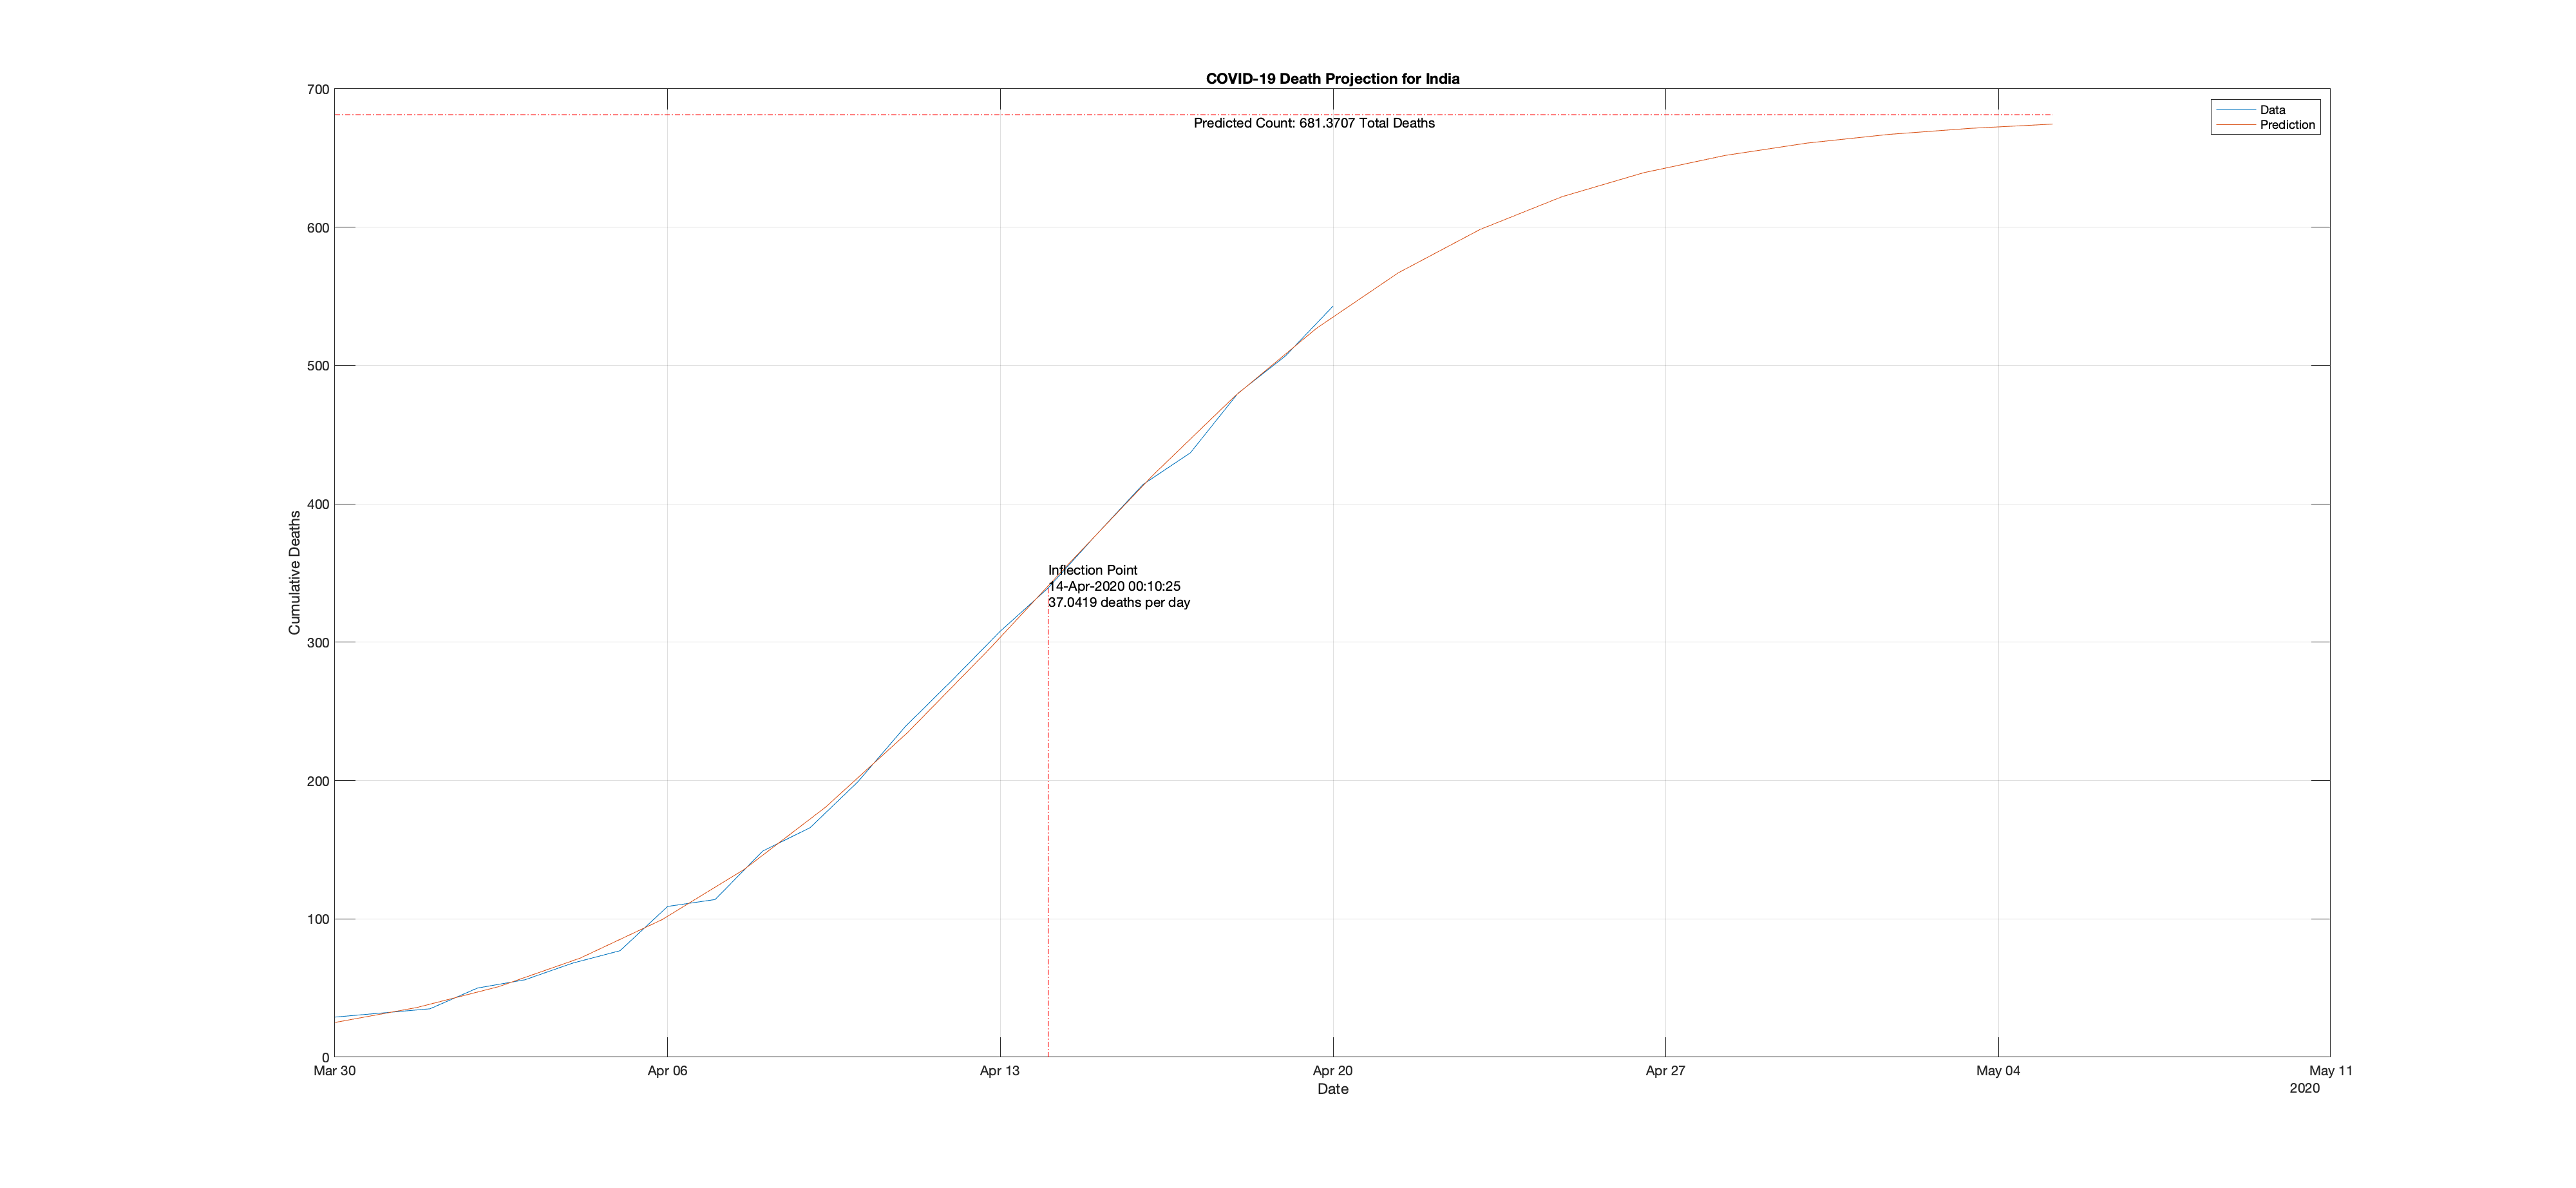 COVID-19 Death Projection for India
700
600
500
400
300
200
100
0
Cumulative Deaths
Predicted Count: 681.3707 Total Deaths
Data
Prediction
Inflection Point
14-Apr-2020 00:10:25
37.0419 deaths per day
Mar 30
Apr 06
Apr 13
Apr 20
Apr 27
May 04
May 11
Date
2020